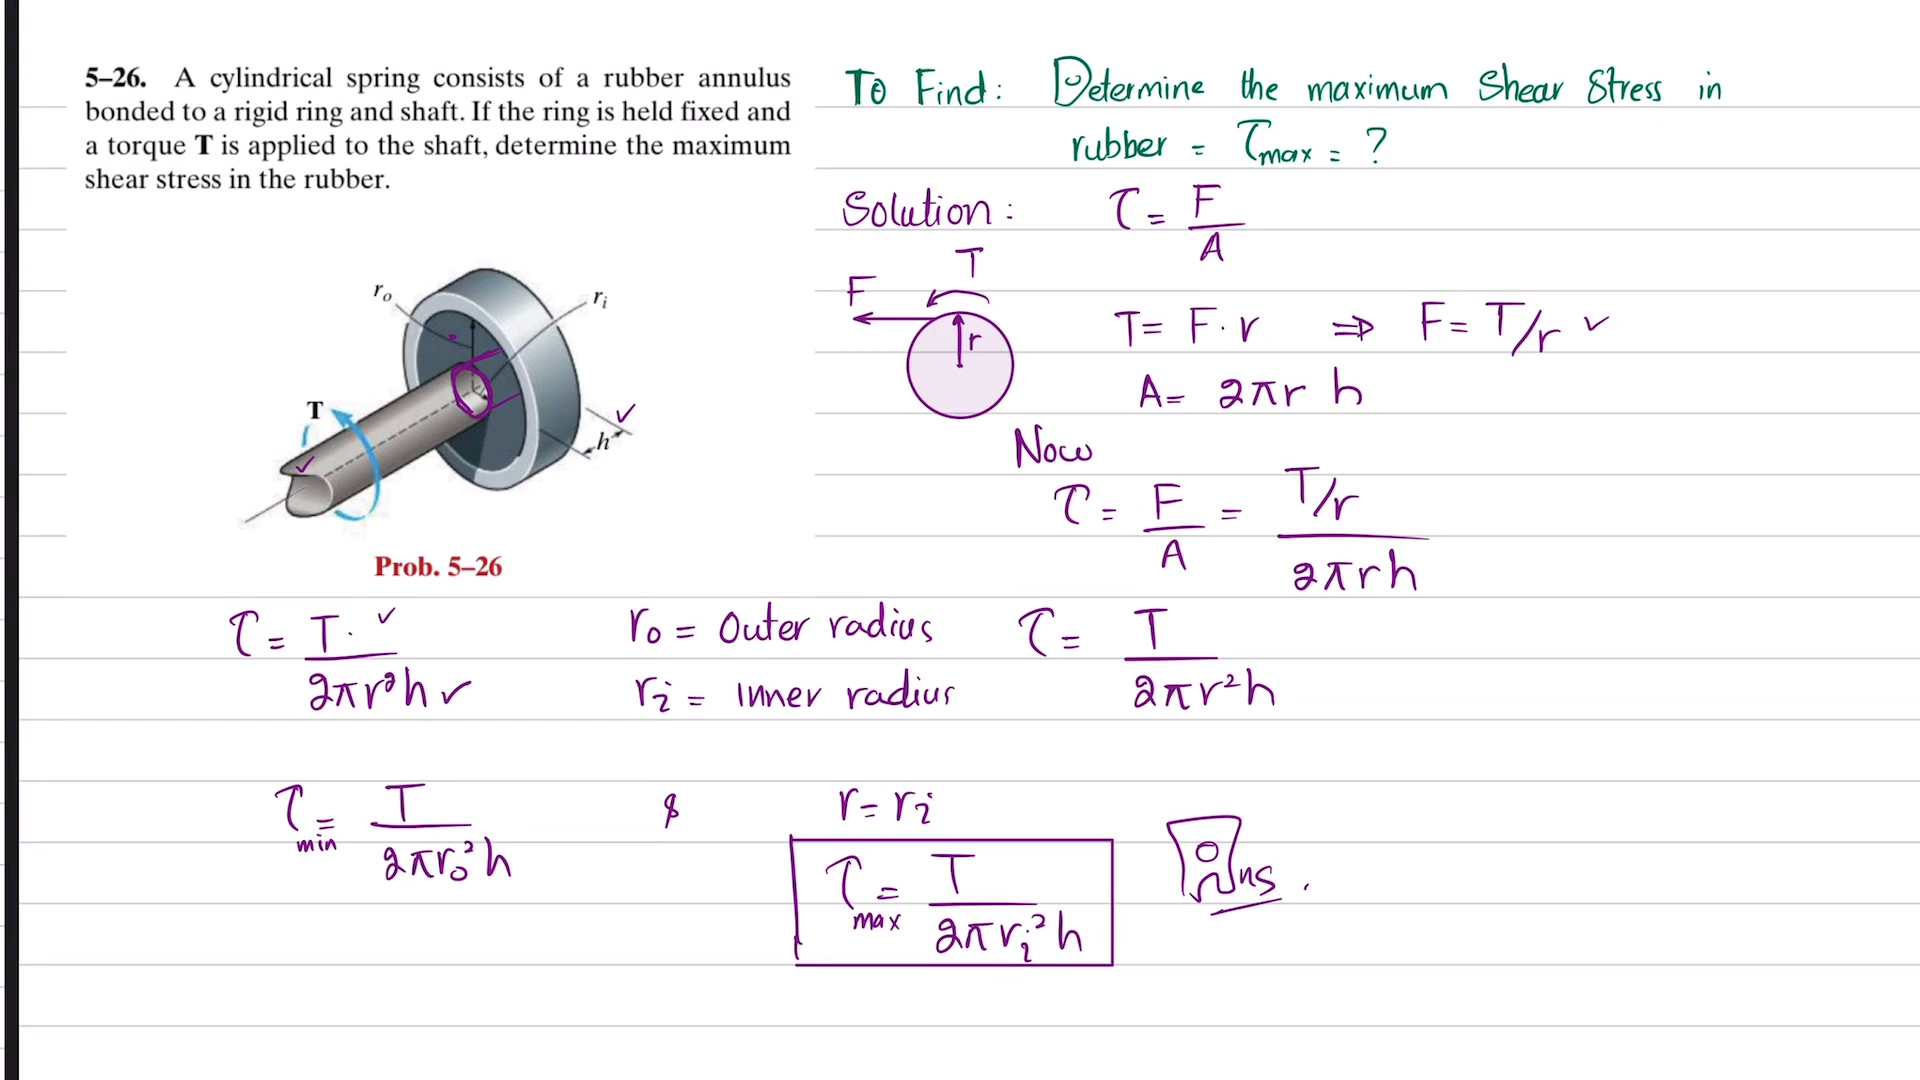 5–26. A cylindrical spring consists of a rubber annulus
bonded to a rigid ring and shaft. If the ring is held fixed and
a torque T is applied to the shaft, determine the maximum
shear stress in the rubber.
r_o
r_i
T
h
Prob. 5–26
To Find: Determine the maximum Shear Stress in
rubber = τmax = ?
Solution: τ = F/A
T
F
r
T = F·r ⇒ F = T/r ✓
A = 2πr h
Now
τ = F/A = (T/r)/(2πrh)
τ = T/(2πr²h)
r_o = Outer radius
r_i = inner radius
τ = T/(2πr²h)
τmin = T/(2πr_o²h) &
r = r_i
τmax = T/(2πr_i²h)
Ans.